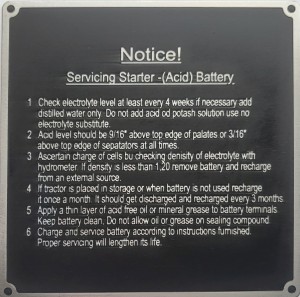 Notice!
Servicing Starter -(Acid) Battery
1 Check electrolyte level at least every 4 weeks if necessary add
distilled water only. Do not add acid od potash solution use no
electrolyte substitute.
2 Acid level should be 9/16" above top edge of palates or 3/16"
above top edge of sepatators at all times.
3 Ascertain charge of cells bu checking denisity of electrolyte with
hydrometer. If density is less than 1,20 remove battery and recharge
from an external source.
4 If tractor is placed in storage or when battery is not used recharge
it once a month. It should get discharged and recharged every 3 months.
5 Apply a thin layer of acid free oil or mineral grease to battery terminals.
Keep battery clean. Do not allow oil or grease on sealing compound.
6 Charge and service battery according to instructions furnished.
Proper servicing will lengthen its life.